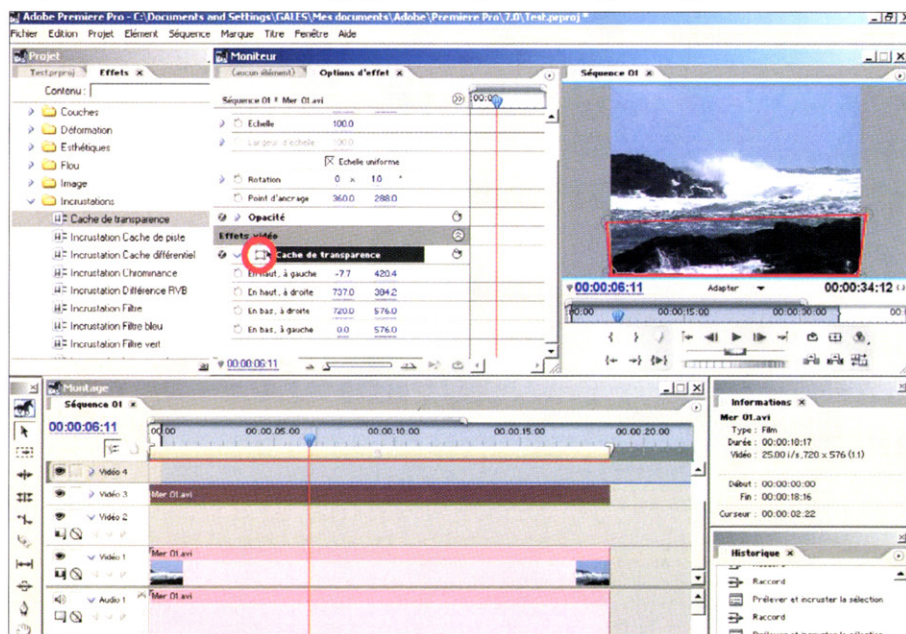 Adobe Premiere Pro - C:\Documents and Settings\GALES\Mes documents\Adobe\Premiere Pro\7.0\Test.prproj *
Fichier Edition Projet Elément Séquence Marque Titre Fenêtre Aide
Projet
Test.prproj Effets
Contenu :
Couches
Déformation
Esthétiques
Flou
Image
Incrustations
Cache de transparence
Incrustation Cache de piste
Incrustation Cache différentiel
Incrustation Chrominance
Incrustation Différence RVB
Incrustation Filtre
Incrustation Filtre bleu
Incrustation Filtre vert
Moniteur
(aucun élément) Options d'effet
Séquence 01 * Mer 01.avi
:00:0
Echelle 100.0
Largeur d'échelle 100.0
Echelle uniforme
Rotation 0 x 1.0 °
Point d'ancrage 360.0 288.0
Opacité
Effets vidéo
Cache de transparence
En haut, à gauche -7.7 420.4
En haut, à droite 737.0 384.2
En bas, à droite 720.0 576.0
En bas, à gauche 0.0 576.0
00:00:06:11
Séquence 01
00:00:06:11 Adapter 00:00:34:12
00:00 00:00:15:00 00:00:30:00 00:
Montage
Séquence 01
00:00:06:11
00:00 00:00:05:00 00:00:10:00 00:00:15:00 00:00:20:00
Vidéo 4
Vidéo 3 Mer 01.avi
Vidéo 2
Vidéo 1 Mer 01.avi
Audio 1 Mer 01.avi
Informations
Mer 01.avi
Type : Film
Durée : 00:00:10:17
Vidéo : 25.00 i/s, 720 x 576 (1.1)
Début : 00:00:00:00
Fin : 00:00:18:16
Curseur : 00:00:02:22
Historique
Raccord
Prélever et incruster la sélection
Raccord
Prélever et incruster la sélection